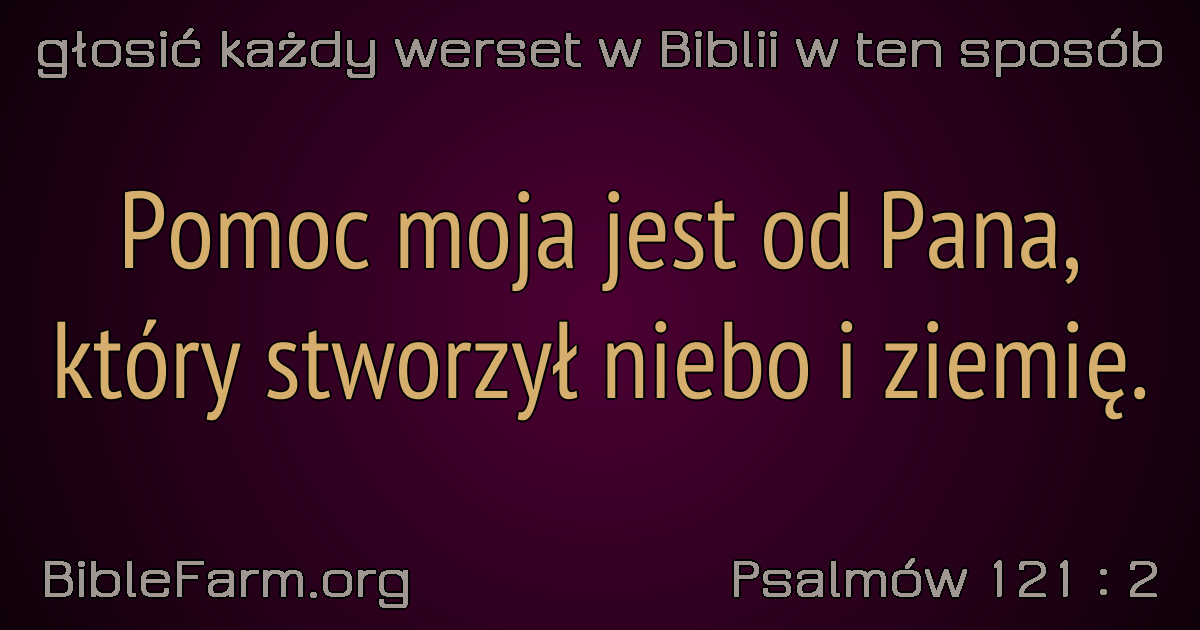 głosić każdy werset w Biblii w ten sposób
Pomoc moja jest od Pana,
który stworzył niebo i ziemię.
BibleFarm.org
Psalmów 121 : 2